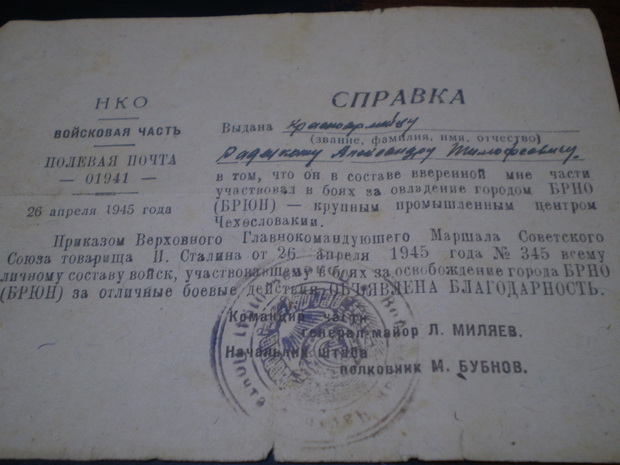 НКО
ВОЙСКОВАЯ ЧАСТЬ
ПОЛЕВАЯ ПОЧТА
— 01941 —
26 апреля 1945 года
СПРАВКА
Выдана красноармейцу
(звание, фамилия, имя, отчество)
Радецкому Александру Тимофеевичу.
в том, что он в составе вверенной мне части
участвовал в боях за овладение городом БРНО
(БРЮН) — крупным промышленным центром
Чехословакии.
Приказом Верховного Главнокомандующего Маршала Советского
Союза товарища И. Сталина от 26 апреля 1945 года № 345 всему
личному составу войск, участвовавшему в боях за освобождение города БРНО
(БРЮН) за отличные боевые действия ОБЪЯВЛЕНА БЛАГОДАРНОСТЬ.
Командир части
генерал-майор Л. МИЛЯЕВ.
Начальник штаба
полковник М. БУБНОВ.